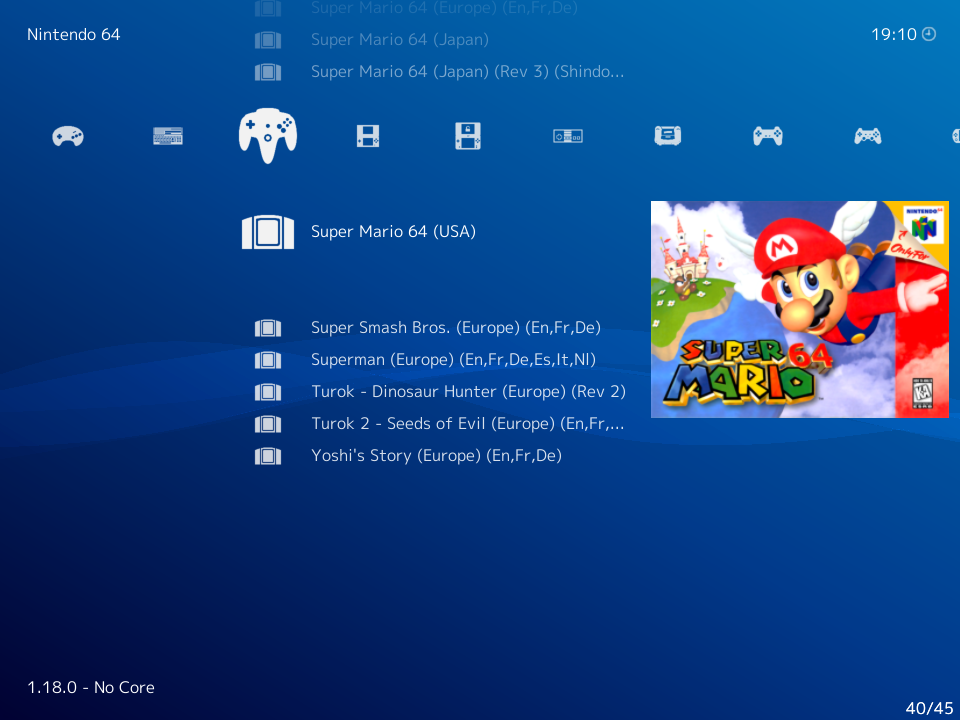 Super Mario 64 (Europe) (En,Fr,De)
Nintendo 64
19:10
Super Mario 64 (Japan)
Super Mario 64 (Japan) (Rev 3) (Shindo...
Super Mario 64 (USA)
NINTENDO64
Only For
SUPER
MARIO 64
KA
Super Smash Bros. (Europe) (En,Fr,De)
Superman (Europe) (En,Fr,De,Es,It,Nl)
Turok - Dinosaur Hunter (Europe) (Rev 2)
Turok 2 - Seeds of Evil (Europe) (En,Fr,...
Yoshi's Story (Europe) (En,Fr,De)
1.18.0 - No Core
40/45